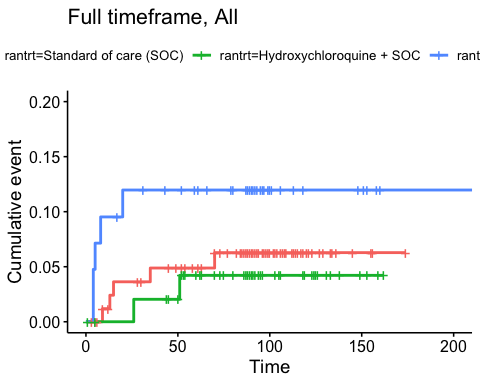 Full timeframe, All
rantrt=Standard of care (SOC) rantrt=Hydroxychloroquine + SOC rant
0.20
0.15
0.10
0.05
0.00
Cumulative event
0 50 100 150 200
Time